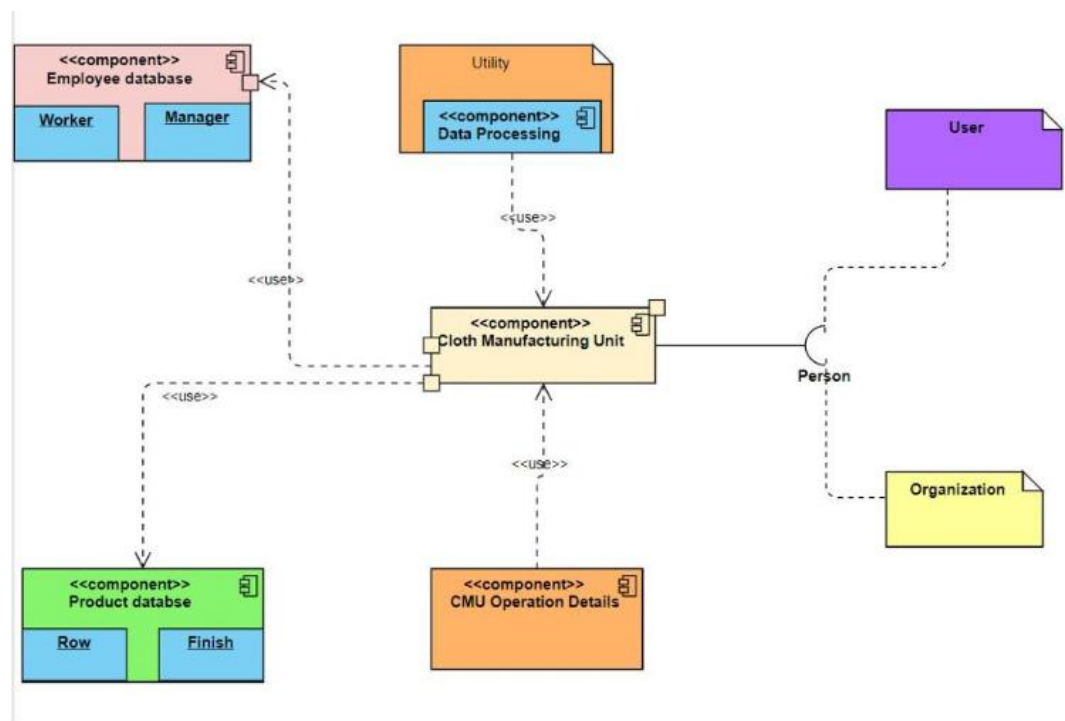 <<component>>
Employee database
Worker
Manager
Utility
<<component>>
Data Processing
User
<<use>>
<<use>>
<<component>>
Cloth Manufacturing Unit
Person
<<use>>
<<use>>
Organization
<<component>>
Product databse
Row
Finish
<<component>>
CMU Operation Details